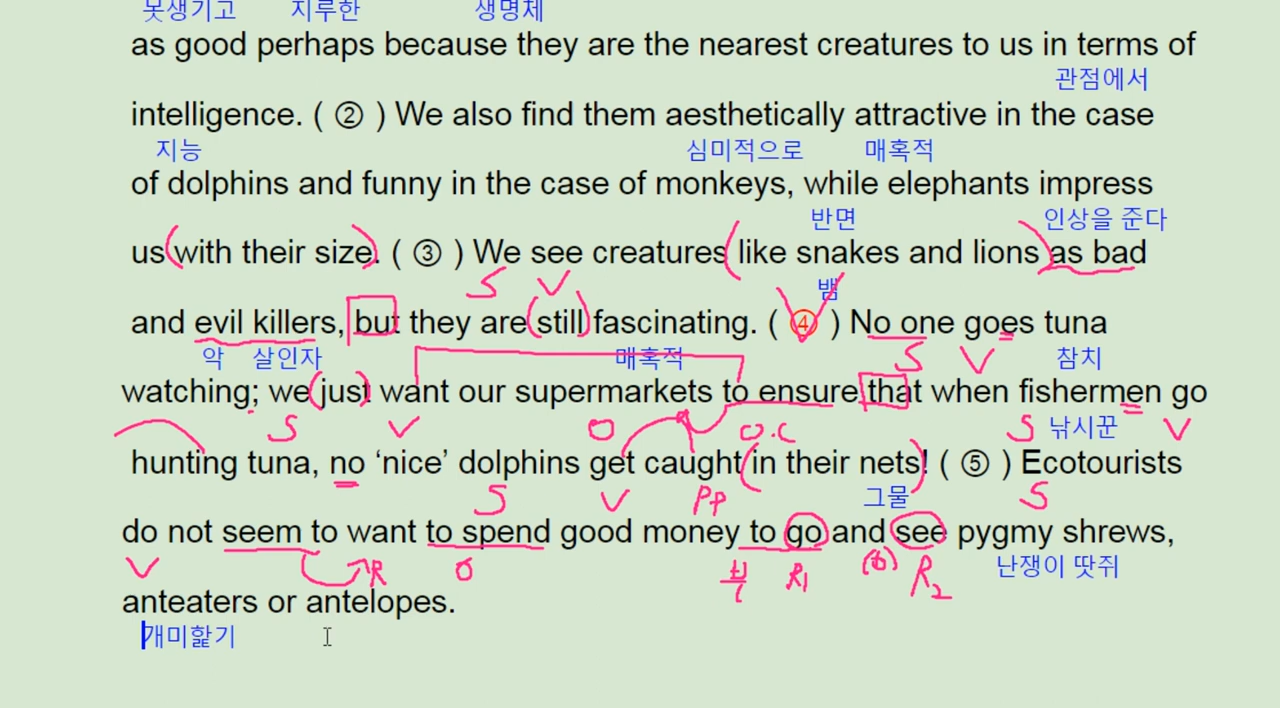 못생기고 지루한 생명체
as good perhaps because they are the nearest creatures to us in terms of
관점에서
intelligence. ( ② ) We also find them aesthetically attractive in the case
지능 심미적으로 매혹적
of dolphins and funny in the case of monkeys, while elephants impress
반면 인상을 준다
us (with their size). ( ③ ) We see creatures (like snakes and lions) as bad
S V 뱀
and evil killers, but they are (still) fascinating. ( ④ ) No one goes tuna
악 살인자 매혹적 S V 참치
watching; we (just) want our supermarkets to ensure that when fishermen go
S V O O.C S 낚시꾼 V
hunting tuna, no ‘nice’ dolphins get caught (in their nets)! ( ⑤ ) Ecotourists
S V PP 그물 S
do not seem to want to spend good money to go and see pygmy shrews,
V R O R1 (to) R2 난쟁이 땃쥐
anteaters or antelopes.
개미핥기